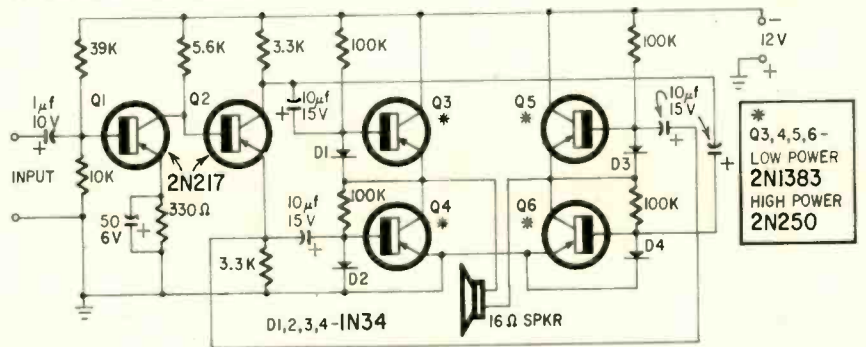 39K
5.6K
3.3K
100K
100K
−
12V
+
1μf
10V
+
Q1
Q2
10μf
15V
+
Q3
*
Q5
*
10μf
15V
+
+
*
Q3,4,5,6-
LOW POWER
2N1383
HIGH POWER
2N250
D1
D3
INPUT
10K
2N217
10μf
15V
+
100K
Q4
*
Q6
*
100K
50
6V
+
330Ω
3.3K
D2
D4
D1,2,3,4-1N34
16Ω SPKR